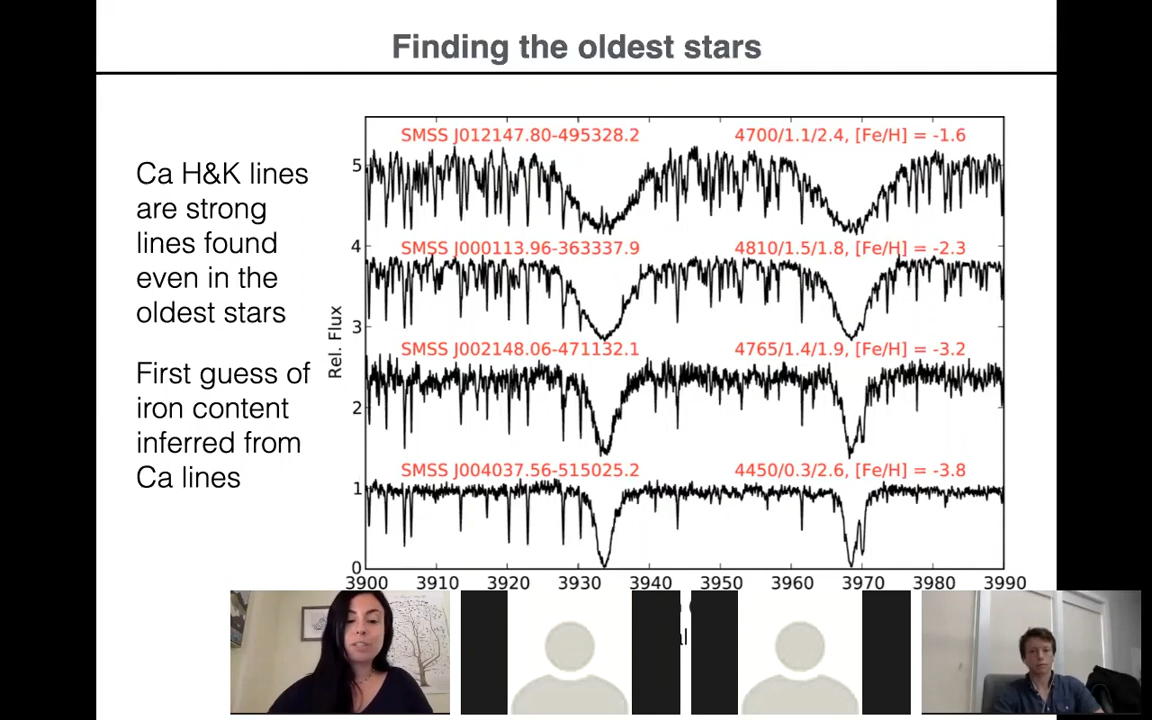 Finding the oldest stars
Ca H&K lines
are strong
lines found
even in the
oldest stars
First guess of
iron content
inferred from
Ca lines
Rel. Flux
5
4
3
2
1
0
SMSS J012147.80-495328.2 4700/1.1/2.4, [Fe/H] = -1.6
SMSS J000113.96-363337.9 4810/1.5/1.8, [Fe/H] = -2.3
SMSS J002148.06-471132.1 4765/1.4/1.9, [Fe/H] = -3.2
SMSS J004037.56-515025.2 4450/0.3/2.6, [Fe/H] = -3.8
3900 3910 3920 3930 3940 3950 3960 3970 3980 3990